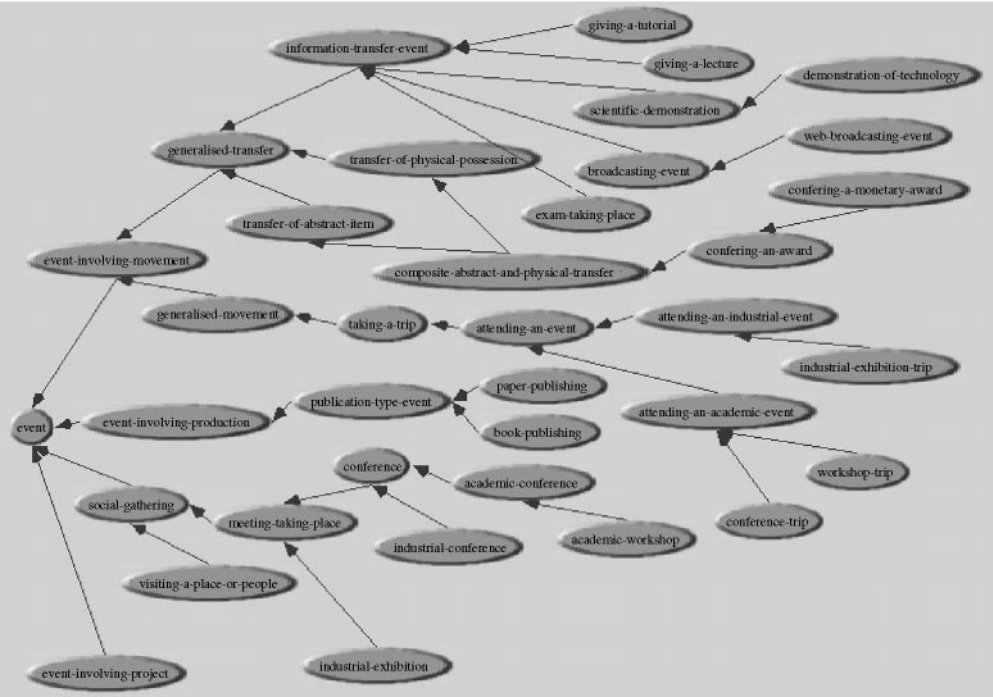 giving-a-tutorial
information-transfer-event
giving-a-lecture
demonstration-of-technology
scientific-demonstration
web-broadcasting-event
generalised-transfer
transfer-of-physical-possession
broadcasting-event
confering-a-monetary-award
exam-taking-place
transfer-of-abstract-item
confering-an-award
event-involving-movement
composite-abstract-and-physical-transfer
generalised-movement
taking-a-trip
attending-an-event
attending-an-industrial-event
industrial-exhibition-trip
paper-publishing
publication-type-event
attending-an-academic-event
event
event-involving-production
book-publishing
conference
workshop-trip
academic-conference
social-gathering
meeting-taking-place
conference-trip
industrial-conference
academic-workshop
visiting-a-place-or-people
event-involving-project
industrial-exhibition